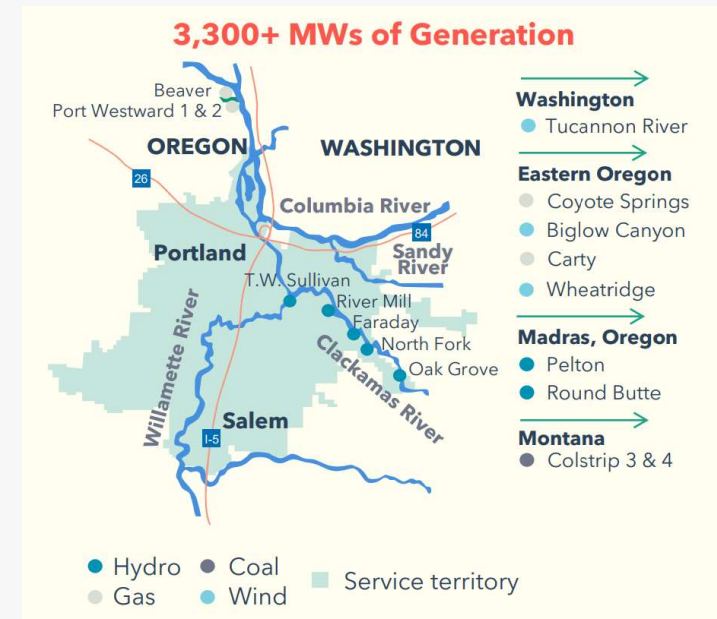 3,300+ MWs of Generation
Beaver
Port Westward 1 & 2
OREGON
WASHINGTON
26
Columbia River
84
Portland
Sandy
River
T.W. Sullivan
River Mill
Faraday
North Fork
Oak Grove
Willamette River
Clackamas River
Salem
I-5
Washington
Tucannon River
Eastern Oregon
Coyote Springs
Biglow Canyon
Carty
Wheatridge
Madras, Oregon
Pelton
Round Butte
Montana
Colstrip 3 & 4
Hydro
Coal
Gas
Wind
Service territory